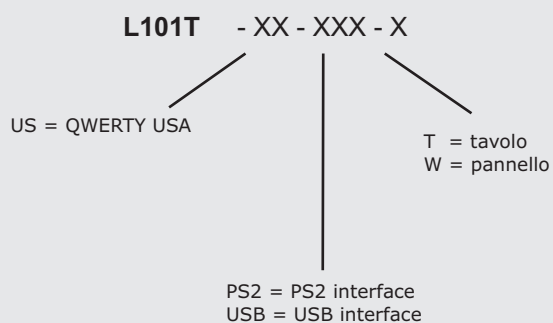 L101T - XX - XXX - X
US = QWERTY USA
T = tavolo
W = pannello
PS2 = PS2 interface
USB = USB interface